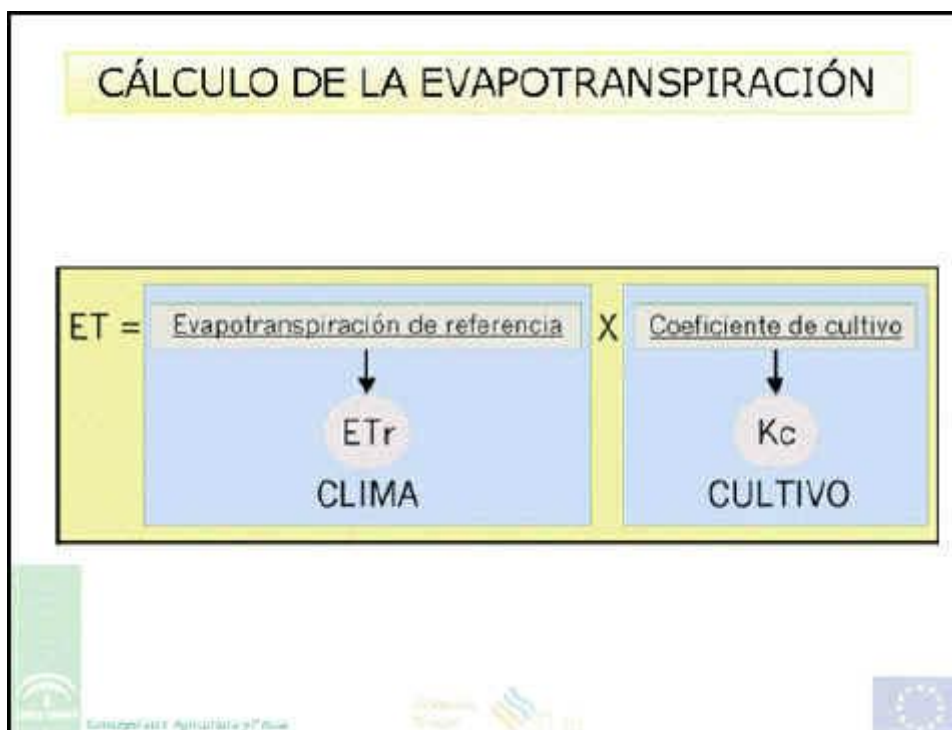 CÁLCULO DE LA EVAPOTRANSPIRACIÓN
ET = Evapotranspiración de referencia X Coeficiente de cultivo
ETr Kc
CLIMA CULTIVO